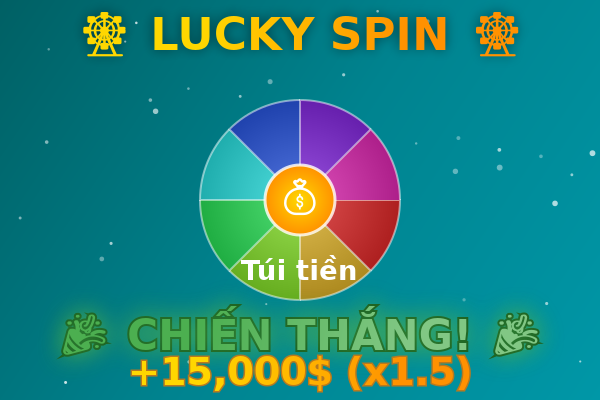 LUCKY SPIN
$
Túi tiền
CHIẾN THẮNG!
+15,000$ (x1.5)